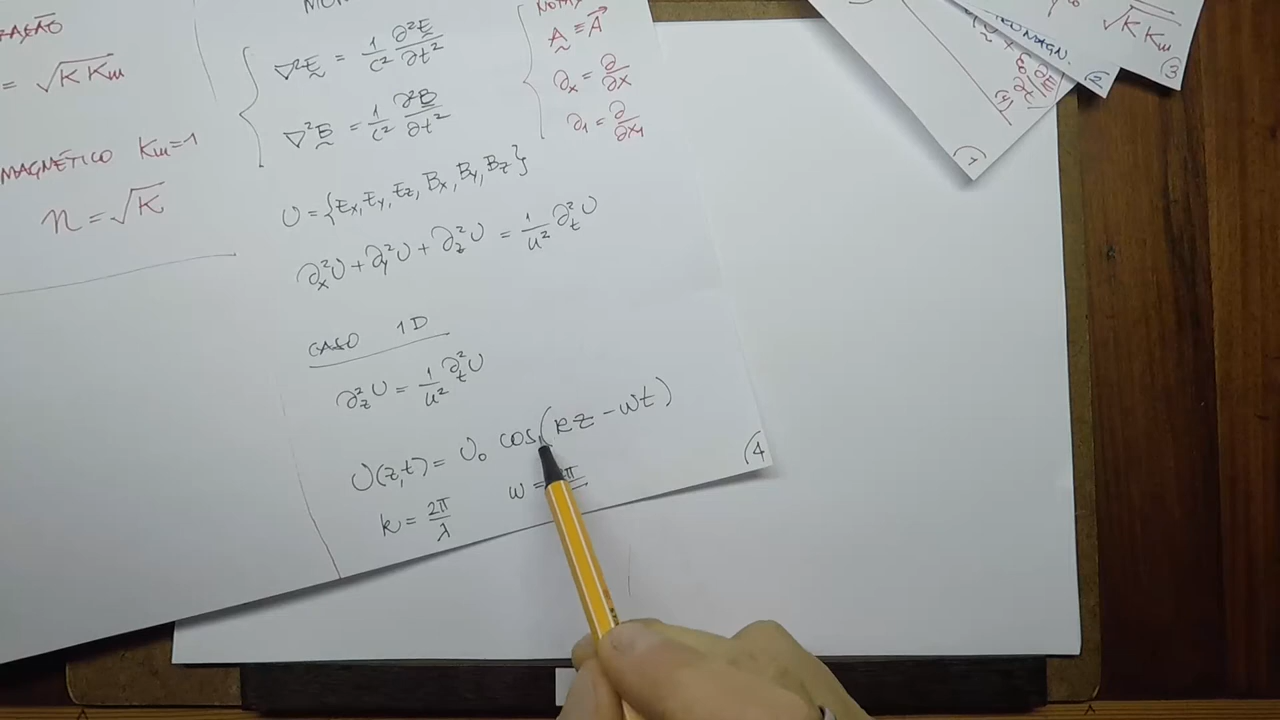 = √K Km
MAGNÉTICO Km=1
n = √K
∇²E = 1/c² ∂²E/∂t²
∇²B = 1/c² ∂²B/∂t²
A ≡ A⃗
∂x = ∂/∂x
∂1 = ∂/∂x1
U = {Ex, Ey, Ez, Bx, By, Bz}
∂x²U + ∂y²U + ∂z²U = 1/u² ∂t²U
CASO 1D
∂z²U = 1/u² ∂t²U
U(z,t) = U₀ cos(kz - ωt)
k = 2π/λ ω =
4
√K Km
3
2
1